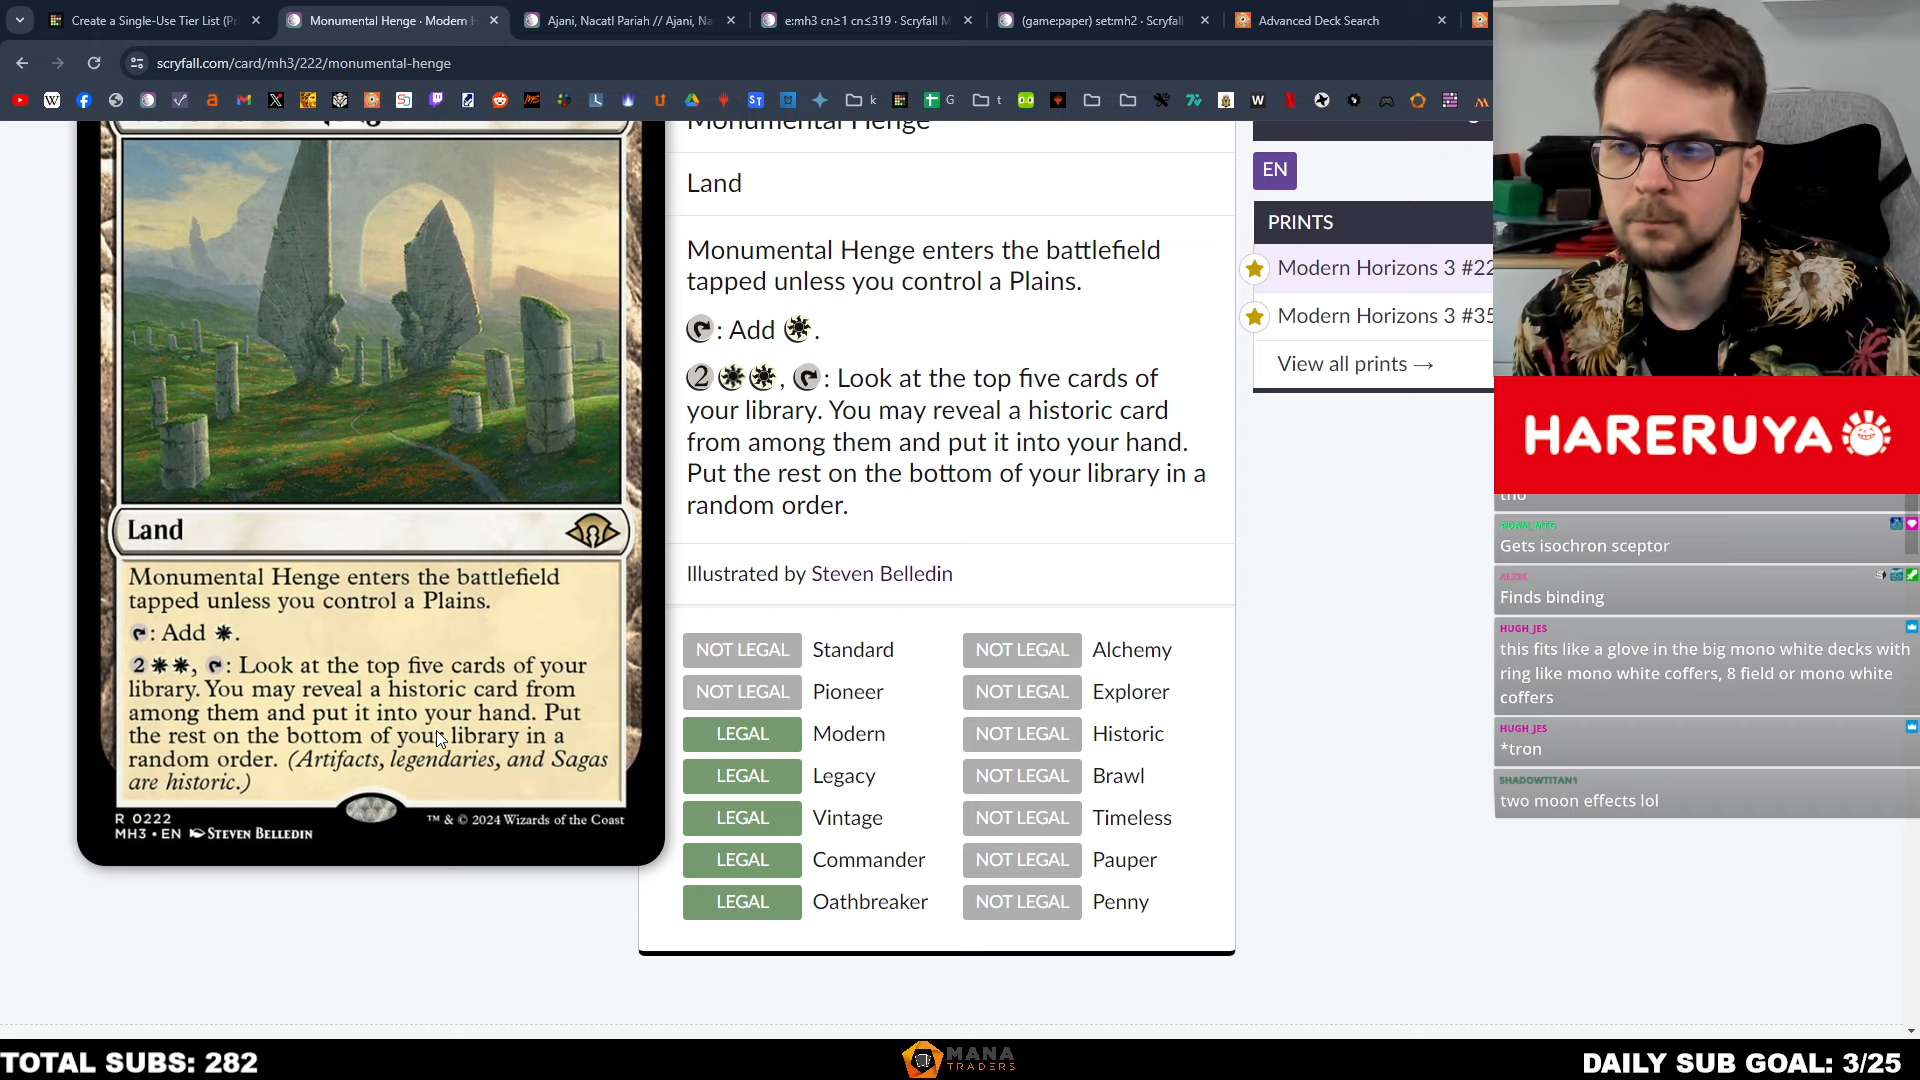 Create a Single-Use Tier List (Pr
Monumental Henge · Modern H
Ajani, Nacatl Pariah // Ajani, Na
e:mh3 cn≥1 cn≤319 · Scryfall M
(game:paper) set:mh2 · Scryfall
Advanced Deck Search
scryfall.com/card/mh3/222/monumental-henge
k
G
t
Monumental Henge
Land
Monumental Henge enters the battlefield
tapped unless you control a Plains.
: Add .
2 , : Look at the top five cards of
your library. You may reveal a historic card
from among them and put it into your hand.
Put the rest on the bottom of your library in a
random order.
Illustrated by Steven Belledin
NOT LEGAL Standard NOT LEGAL Alchemy
NOT LEGAL Pioneer NOT LEGAL Explorer
LEGAL Modern NOT LEGAL Historic
LEGAL Legacy NOT LEGAL Brawl
LEGAL Vintage NOT LEGAL Timeless
LEGAL Commander NOT LEGAL Pauper
LEGAL Oathbreaker NOT LEGAL Penny
Land
Monumental Henge enters the battlefield
tapped unless you control a Plains.
: Add .
2 , : Look at the top five cards of your
library. You may reveal a historic card from
among them and put it into your hand. Put
the rest on the bottom of your library in a
random order. (Artifacts, legendaries, and Sagas
are historic.)
R 0222
MH3 • EN STEVEN BELLEDIN
™ & © 2024 Wizards of the Coast
EN
PRINTS
Modern Horizons 3 #22
Modern Horizons 3 #35
View all prints →
HARERUYA
tho
ADAM_MTG
Gets isochron sceptor
Finds binding
HUGH_JES
this fits like a glove in the big mono white decks with
ring like mono white coffers, 8 field or mono white
coffers
HUGH_JES
*tron
SHADOWTITAN1
two moon effects lol
TOTAL SUBS: 282
MANA
TRADERS
DAILY SUB GOAL: 3/25